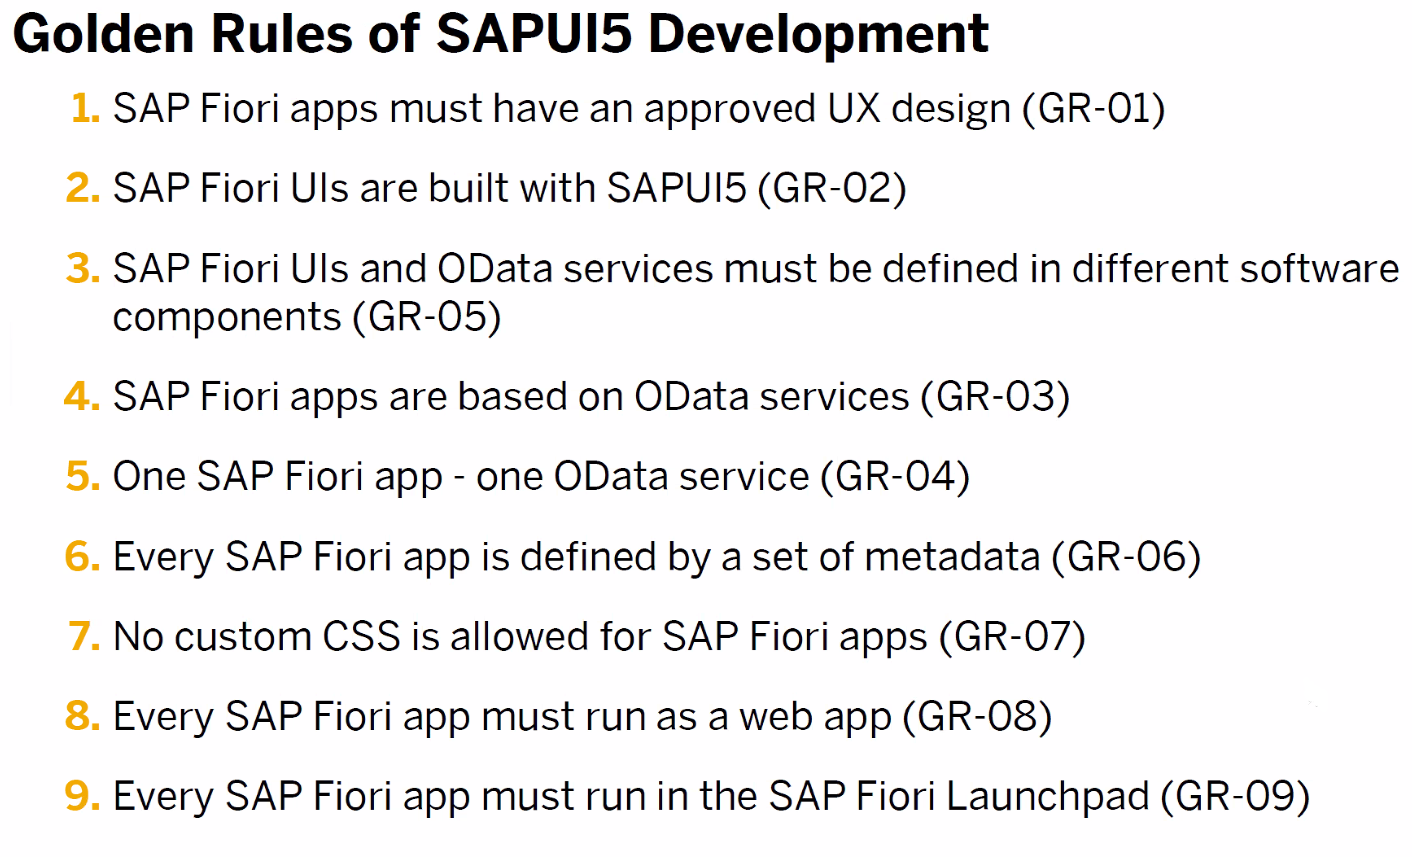 Golden Rules of SAPUI5 Development
1. SAP Fiori apps must have an approved UX design (GR-01)
2. SAP Fiori UIs are built with SAPUI5 (GR-02)
3. SAP Fiori UIs and OData services must be defined in different software
components (GR-05)
4. SAP Fiori apps are based on OData services (GR-03)
5. One SAP Fiori app - one OData service (GR-04)
6. Every SAP Fiori app is defined by a set of metadata (GR-06)
7. No custom CSS is allowed for SAP Fiori apps (GR-07)
8. Every SAP Fiori app must run as a web app (GR-08)
9. Every SAP Fiori app must run in the SAP Fiori Launchpad (GR-09)